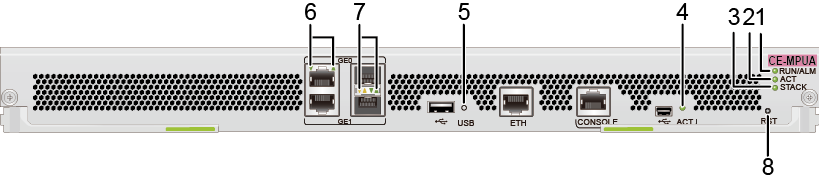 6 7 5 4 3 2 1
GE0
CE-MPUA
RUN/ALM
ACT
STACK
GE1 USB ETH CONSOLE ACT RST
8